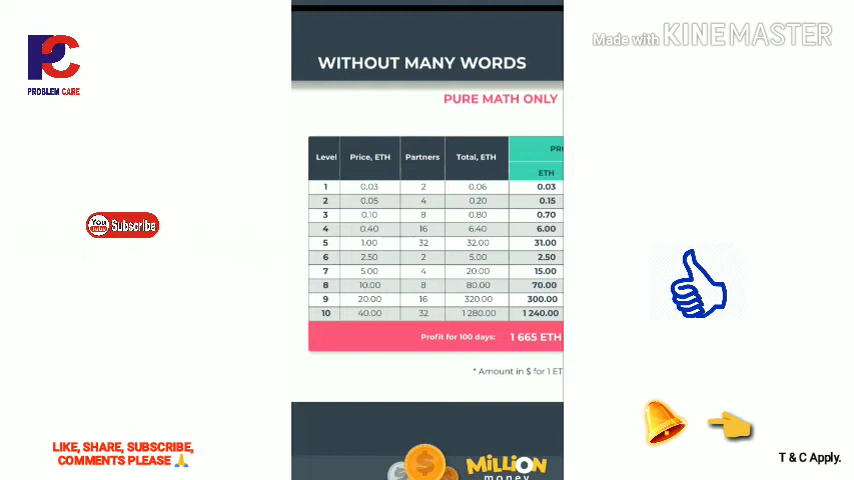 PC
PROBLEM CARE
Made with KINEMASTER
WITHOUT MANY WORDS
PURE MATH ONLY
Level Price, ETH Partners Total, ETH
ETH
1 0.03 2 0.06 0.03
2 0.05 4 0.20 0.15
3 0.10 8 0.80 0.70
4 0.40 16 6.40 6.00
5 1.00 32 32.00 31.00
6 2.50 2 5.00 2.50
7 5.00 4 20.00 15.00
8 10.00 8 80.00 70.00
9 20.00 16 320.00 300.00
10 40.00 32 1 280.00 1 240.00
Profit for 100 days: 1 665 ETH
* Amount in $ for 1 ET
You Tube Subscribe
LIKE, SHARE, SUBSCRIBE,
COMMENTS PLEASE 🙏
$
MILLION
money
T & C Apply.